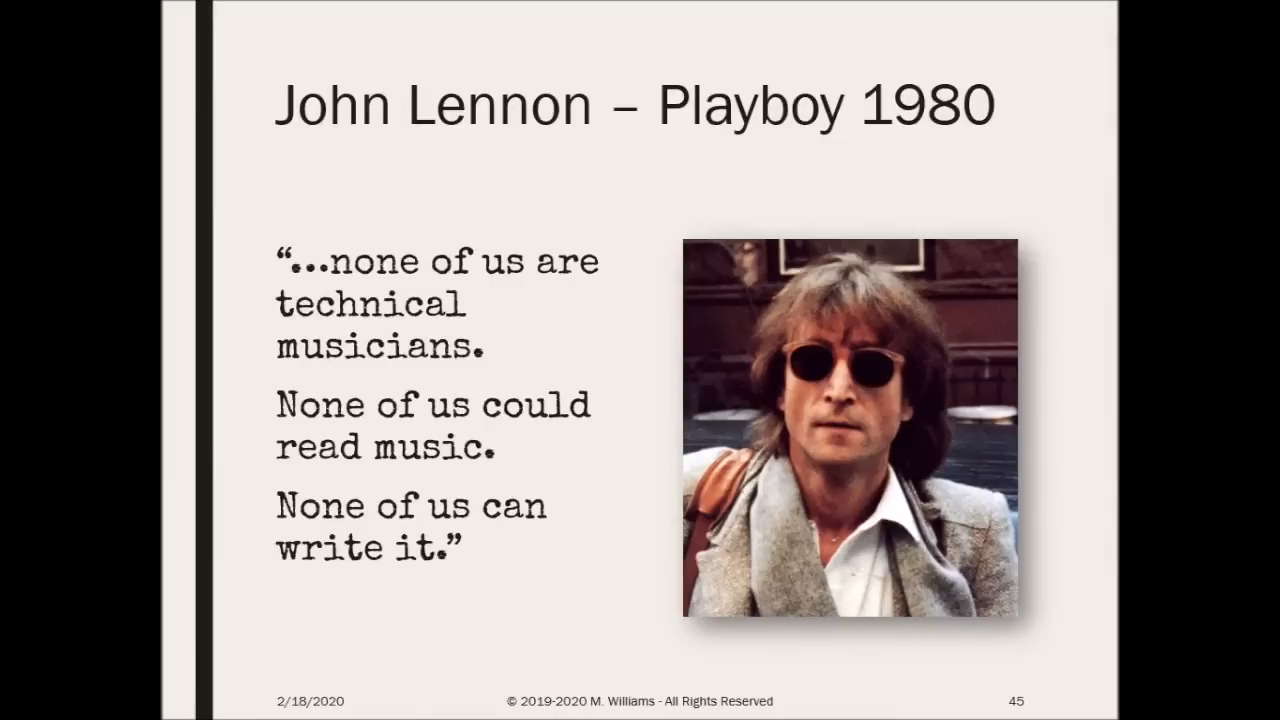 John Lennon – Playboy 1980
“...none of us are
technical
musicians.
None of us could
read music.
None of us can
write it.”
2/18/2020
© 2019-2020 M. Williams - All Rights Reserved
45